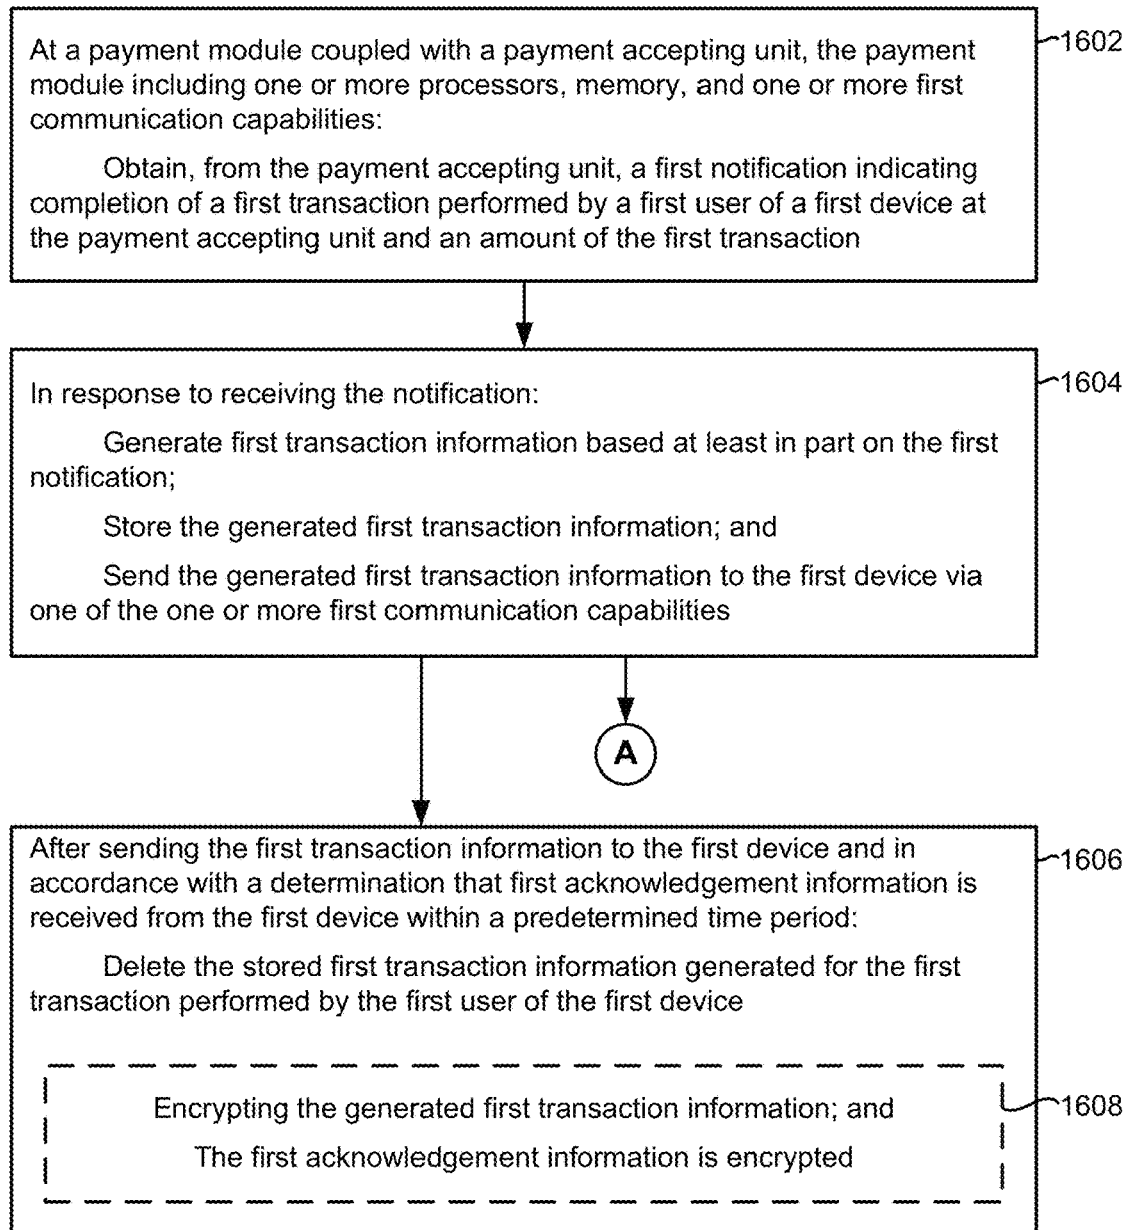 At a payment module coupled with a payment accepting unit, the payment
module including one or more processors, memory, and one or more first
communication capabilities:
Obtain, from the payment accepting unit, a first notification indicating
completion of a first transaction performed by a first user of a first device at
the payment accepting unit and an amount of the first transaction
1602
In response to receiving the notification:
Generate first transaction information based at least in part on the first
notification;
Store the generated first transaction information; and
Send the generated first transaction information to the first device via
one of the one or more first communication capabilities
1604
A
After sending the first transaction information to the first device and in
accordance with a determination that first acknowledgement information is
received from the first device within a predetermined time period:
Delete the stored first transaction information generated for the first
transaction performed by the first user of the first device
1606
Encrypting the generated first transaction information; and
The first acknowledgement information is encrypted
1608